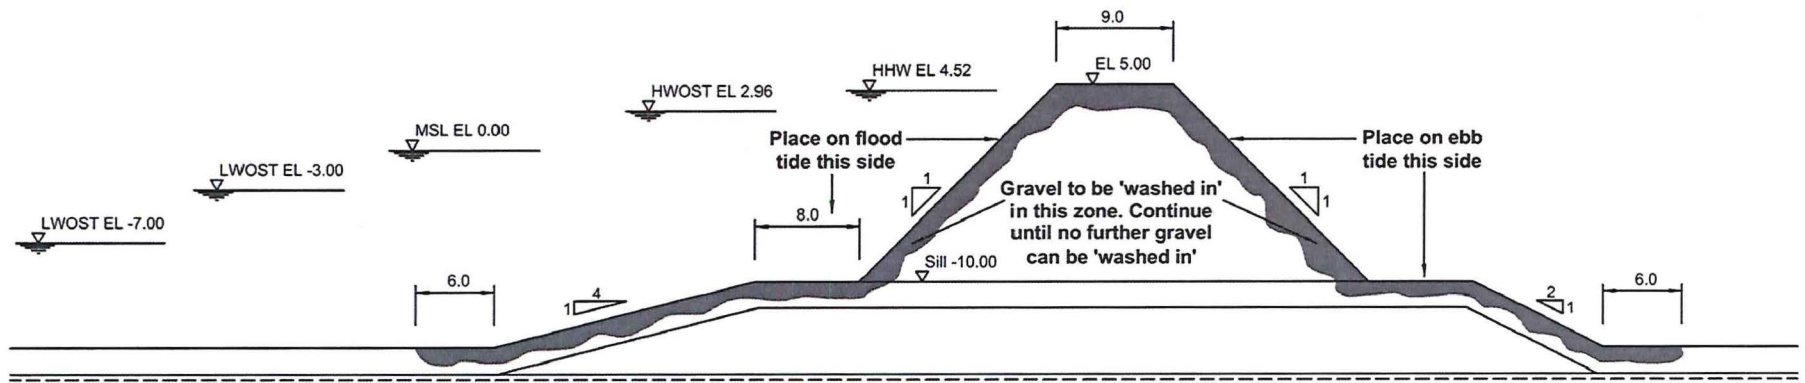 9.0
EL 5.00
HHW EL 4.52
HWOST EL 2.96
MSL EL 0.00
LWOST EL -3.00
LWOST EL -7.00
Place on flood
tide this side
Place on ebb
tide this side
1
1
1
1
Gravel to be 'washed in'
in this zone. Continue
until no further gravel
can be 'washed in'
8.0
Sill -10.00
6.0
4
1
2
1
6.0